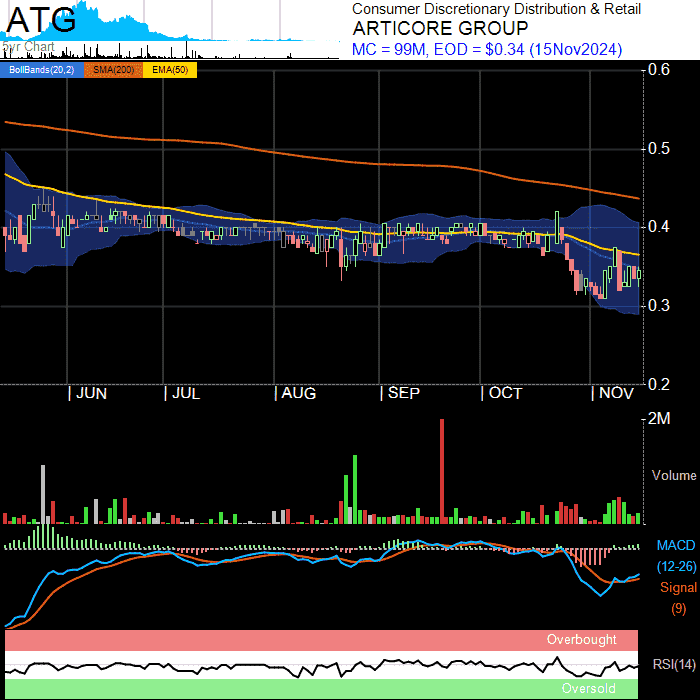 ATG
Consumer Discretionary Distribution & Retail
ARTICORE GROUP
5yr Chart
MC = 99M, EOD = $0.34 (15Nov2024)
BollBands(20,2) SMA(200) EMA(50)
0.6
0.5
0.4
0.3
0.2
| JUN | JUL | AUG | SEP | OCT | NOV
2M
Volume
MACD
(12-26)
Signal
(9)
Overbought
RSI(14)
Oversold